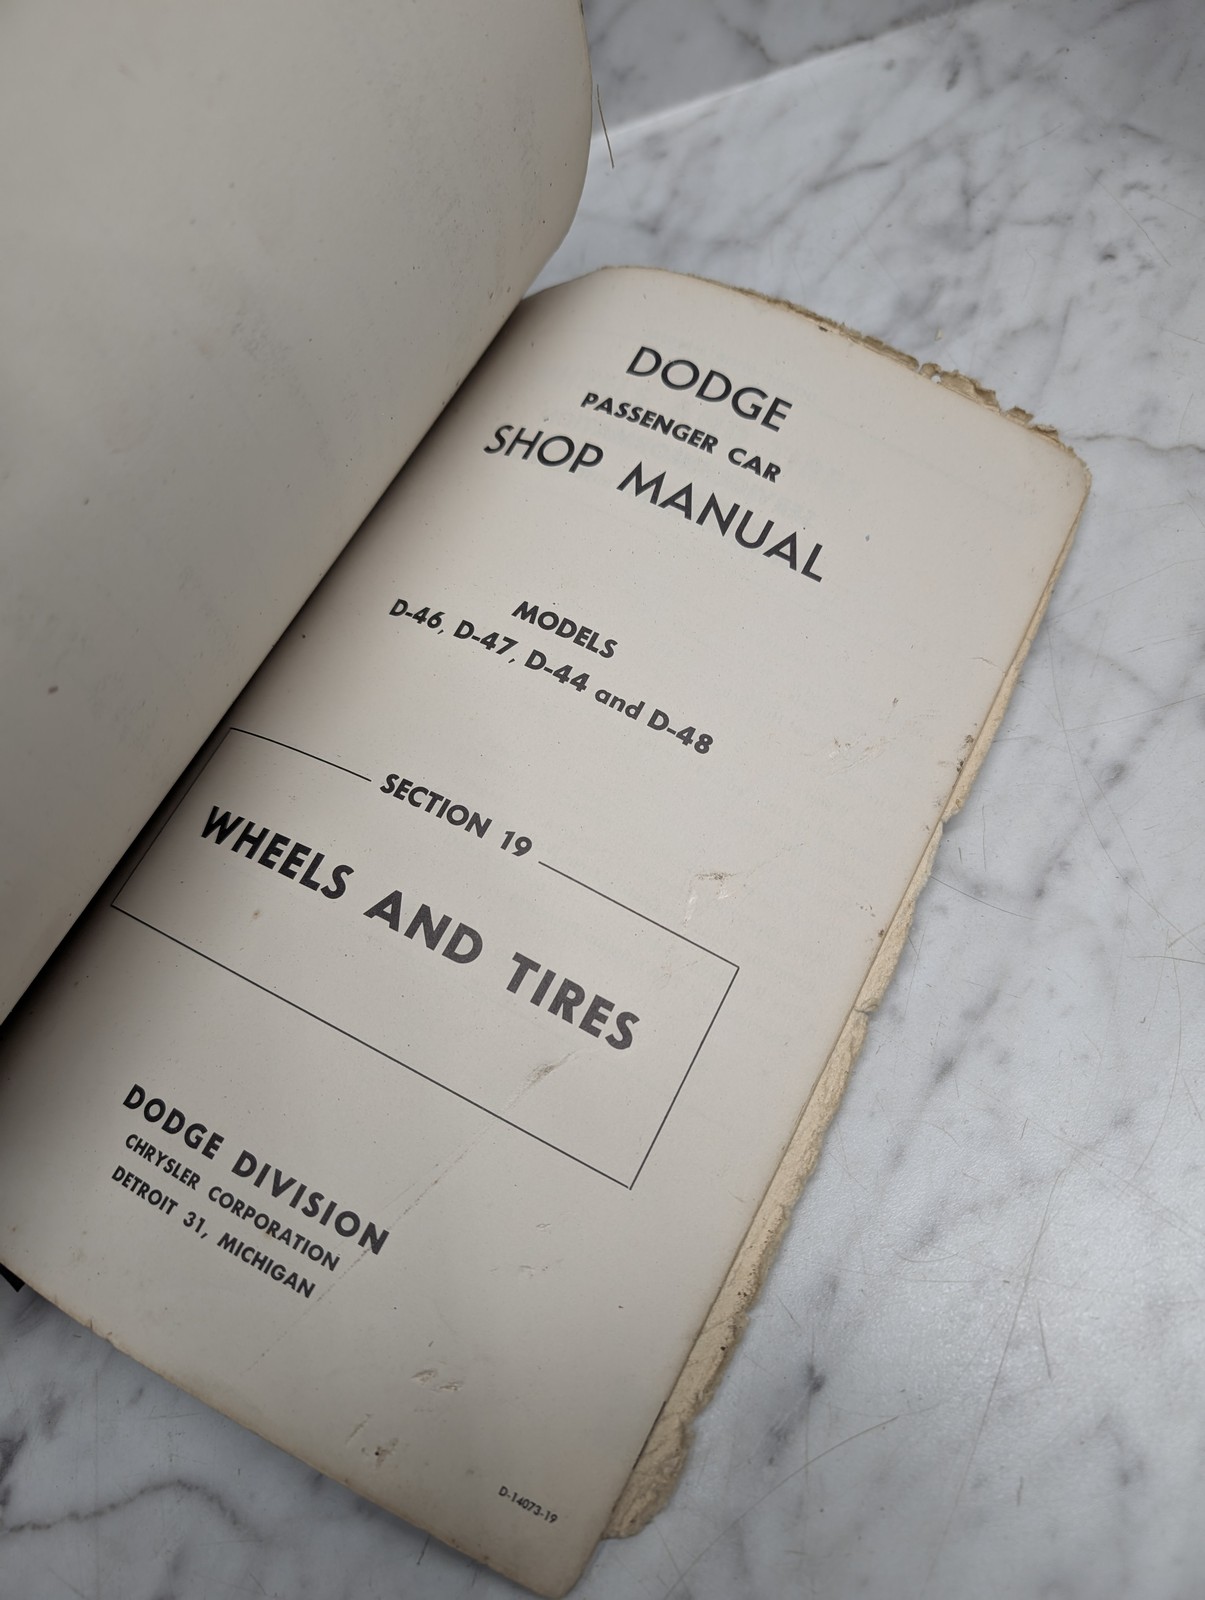 DODGE
PASSENGER CAR
SHOP MANUAL
MODELS
D-46, D-47, D-44 and D-48
SECTION 19
WHEELS AND TIRES
DODGE DIVISION
CHRYSLER CORPORATION
DETROIT 31, MICHIGAN
D-14073-19